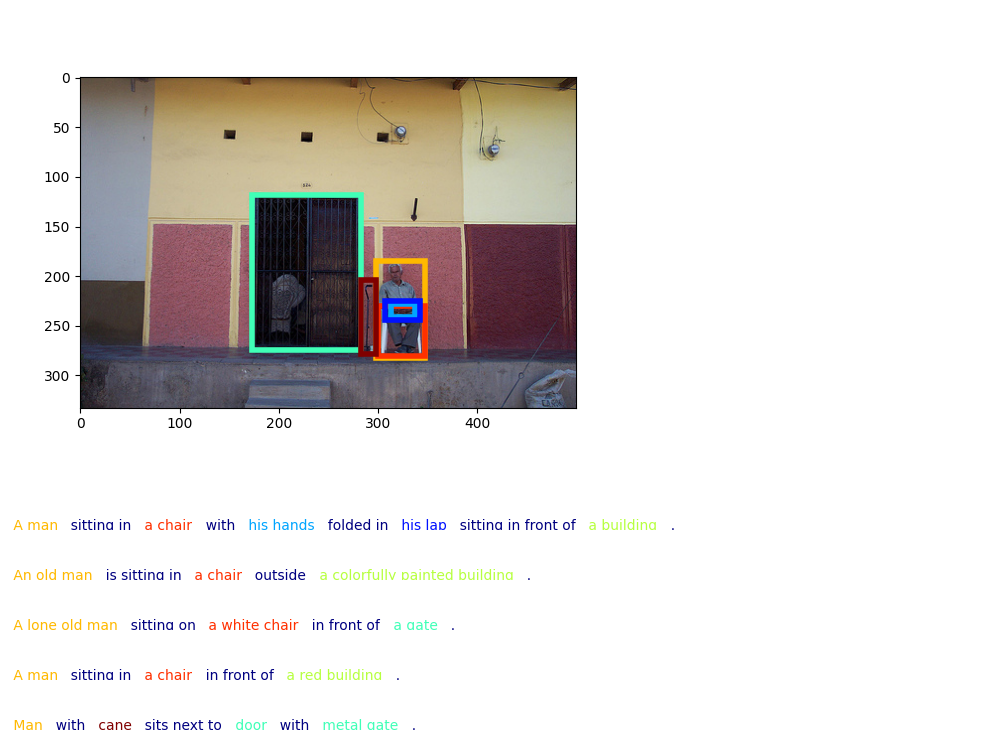 0
50
100
150
200
250
300
0 100 200 300 400
A man sitting in a chair with his hands folded in his lap sitting in front of a building .
An old man is sitting in a chair outside a colorfully painted building .
A lone old man sitting on a white chair in front of a gate .
A man sitting in a chair in front of a red building .
Man with cane sits next to door with metal gate .